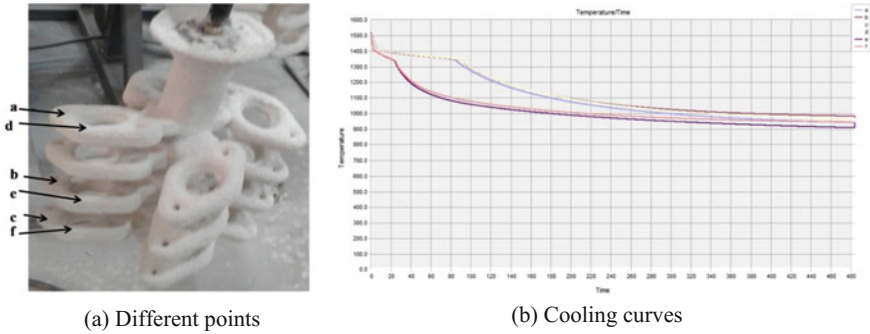 a
d
b
e
c
f
(a) Different points
Temperature/Time
Temperature
1600.0
1500.0
1400.0
1300.0
1200.0
1100.0
1000.0
900.0
800.0
700.0
600.0
500.0
400.0
300.0
200.0
100.0
0.0
0 20 40 60 80 100 120 140 160 180 200 220 240 260 280 300 320 340 360 380 400 420 440 460 480
Time
a
b
c
d
e
f
(b) Cooling curves